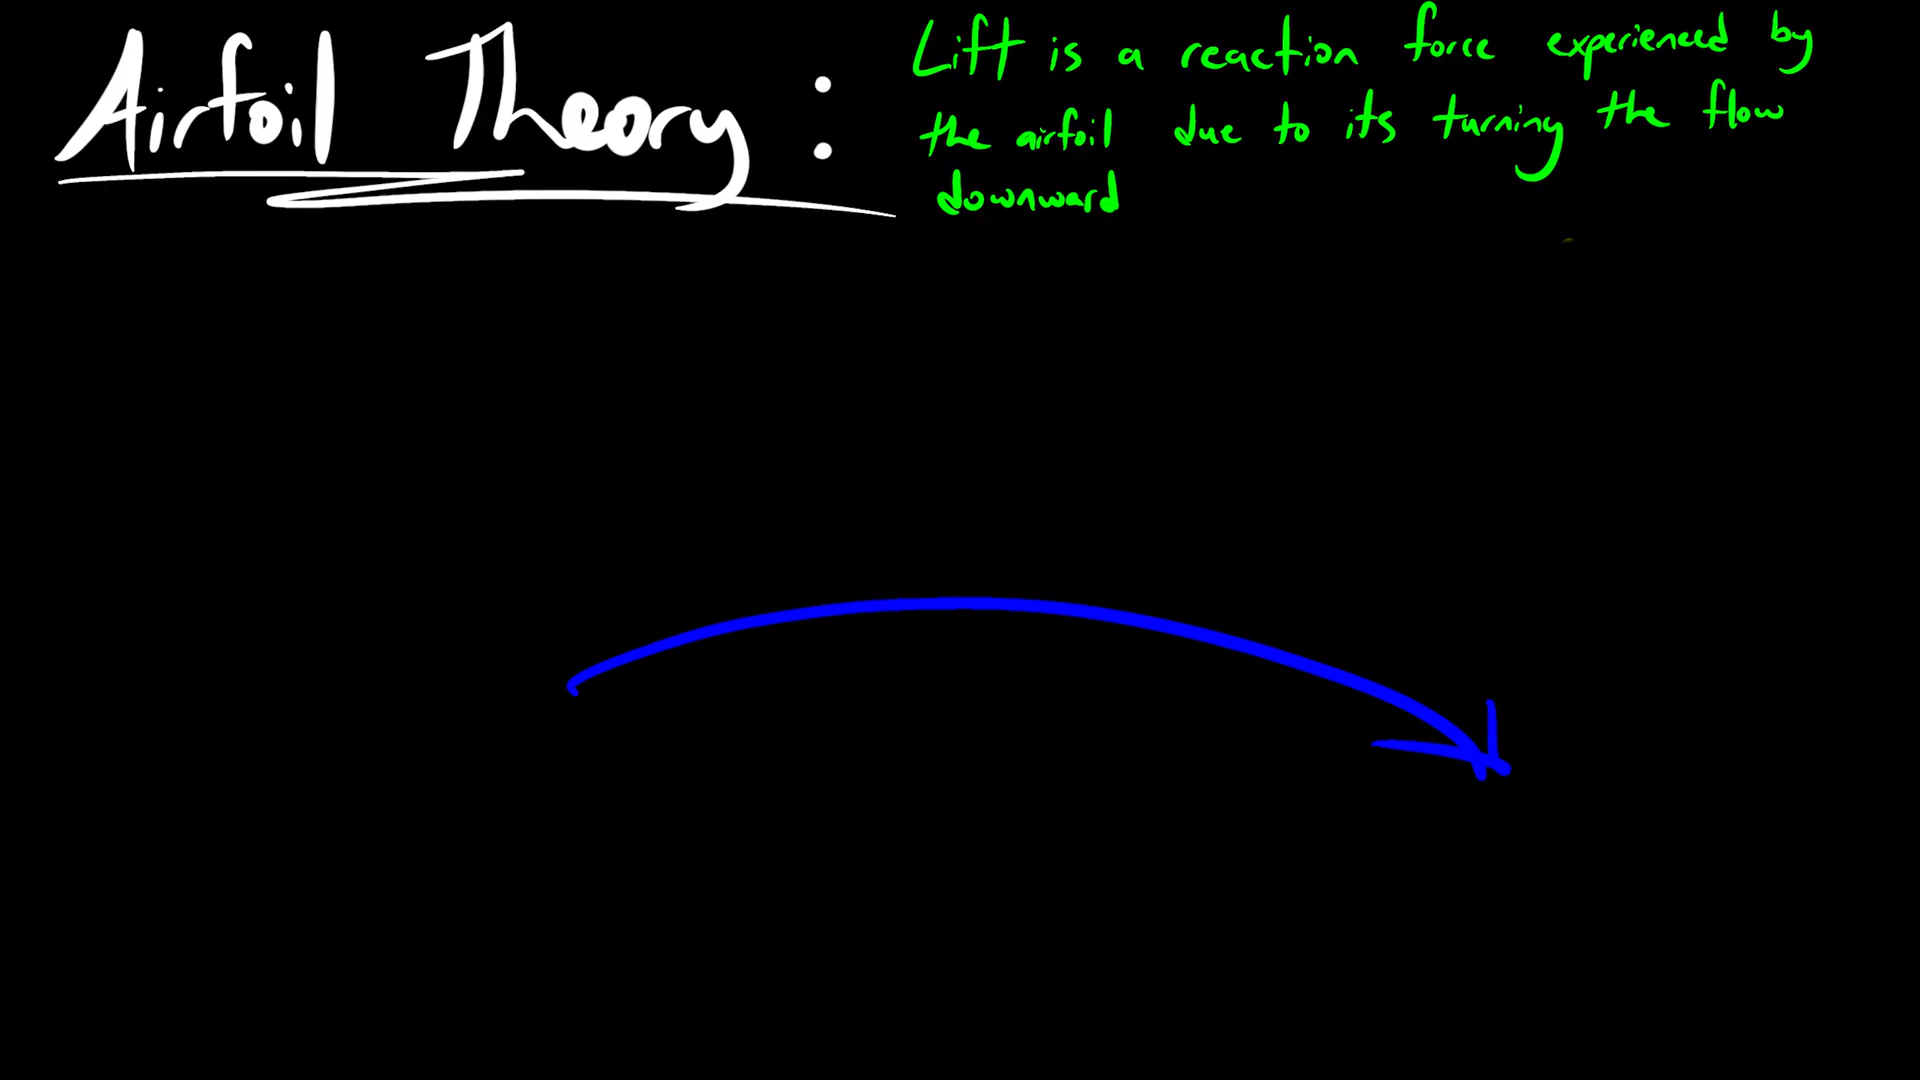 Airfoil Theory :
Lift is a reaction force experienced by
the airfoil due to its turning the flow
downward